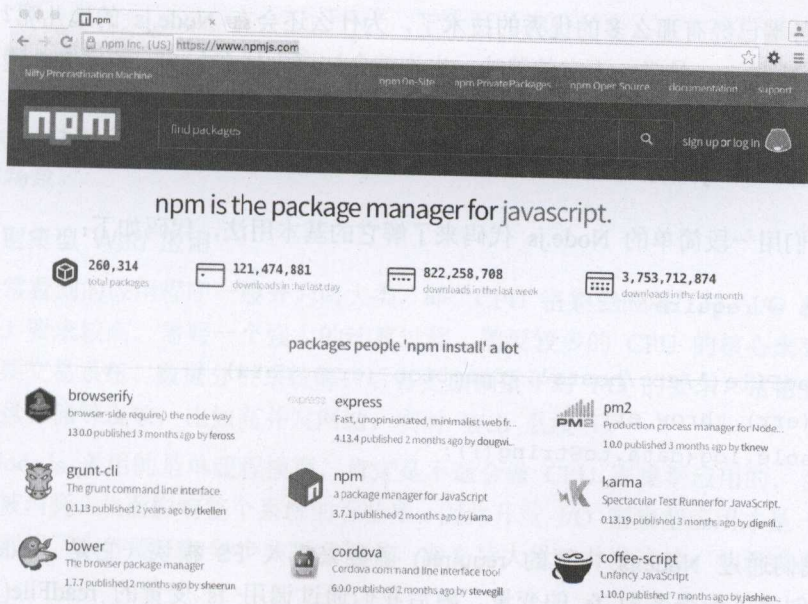 npm
npm Inc. [US] https://www.npmjs.com
Nifty Procrastination Machine
npm On-Site npm Private Packages npm Open Source documentation support
npm
find packages
sign up or log in
npm is the package manager for javascript.
260,314
total packages
121,474,881
downloads in the last day
822,258,708
downloads in the last week
3,753,712,874
downloads in the last month
packages people 'npm install' a lot
browserify
browser-side require() the node way
13.0.0 published 3 months ago by feross
express
express
Fast, unopinionated, minimalist web fr...
4.13.4 published 2 months ago by dougwi...
PM2
pm2
Production process manager for Node...
1.0.0 published 3 months ago by tknew
grunt-cli
The grunt command line interface
0.1.13 published 2 years ago by tkellen
npm
a package manager for JavaScript
3.7.1 published 2 months ago by iarna
karma
Spectacular Test Runner for JavaScript.
0.13.19 published 3 months ago by dignifi...
bower
The browser package manager
1.7.7 published 2 months ago by sheerun
cordova
Cordova command line interface tool
6.0.0 published 2 months ago by stevegill
coffee-script
Unfancy JavaScript
1.10.0 published 7 months ago by jashken...